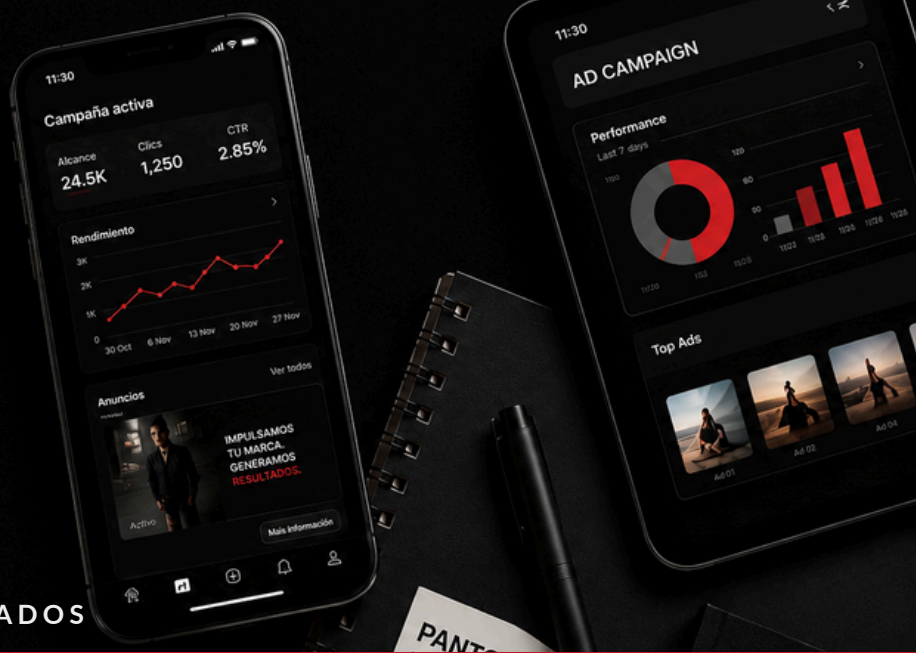 11:30
Campaña activa
Alcance
24.5K
Clics
1,250
CTR
2.85%
Rendimiento
3K
2K
1K
0
30 Oct
6 Nov
13 Nov
20 Nov
27 Nov
Anuncios
Ver todos
IMPULSAMOS
TU MARCA.
GENERAMOS
RESULTADOS.
Activo
Mais información
ADOS
PANTO
11:30
AD CAMPAIGN
Performance
Last 7 days
120
0
Top Ads
Ad 01
Ad 02
Ad 04